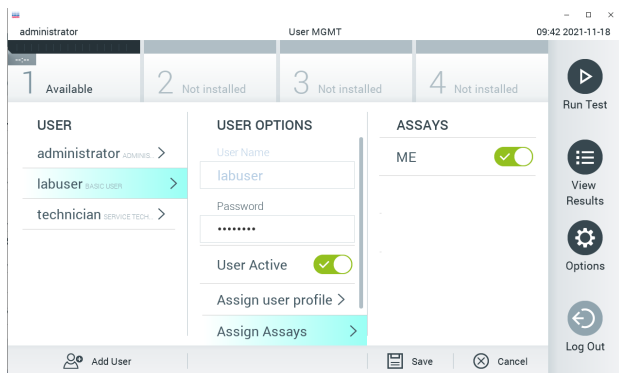 administrator
User MGMT
09:42 2021-11-18
--:--
1 Available
2 Not installed
3 Not installed
4 Not installed
Run Test
View
Results
Options
Log Out
USER
administrator ADMINIS..
labuser BASIC USER
technician SERVICE TECH...
USER OPTIONS
User Name
labuser
Password
••••••••
User Active
Assign user profile
Assign Assays
ASSAYS
ME
Add User
Save
Cancel